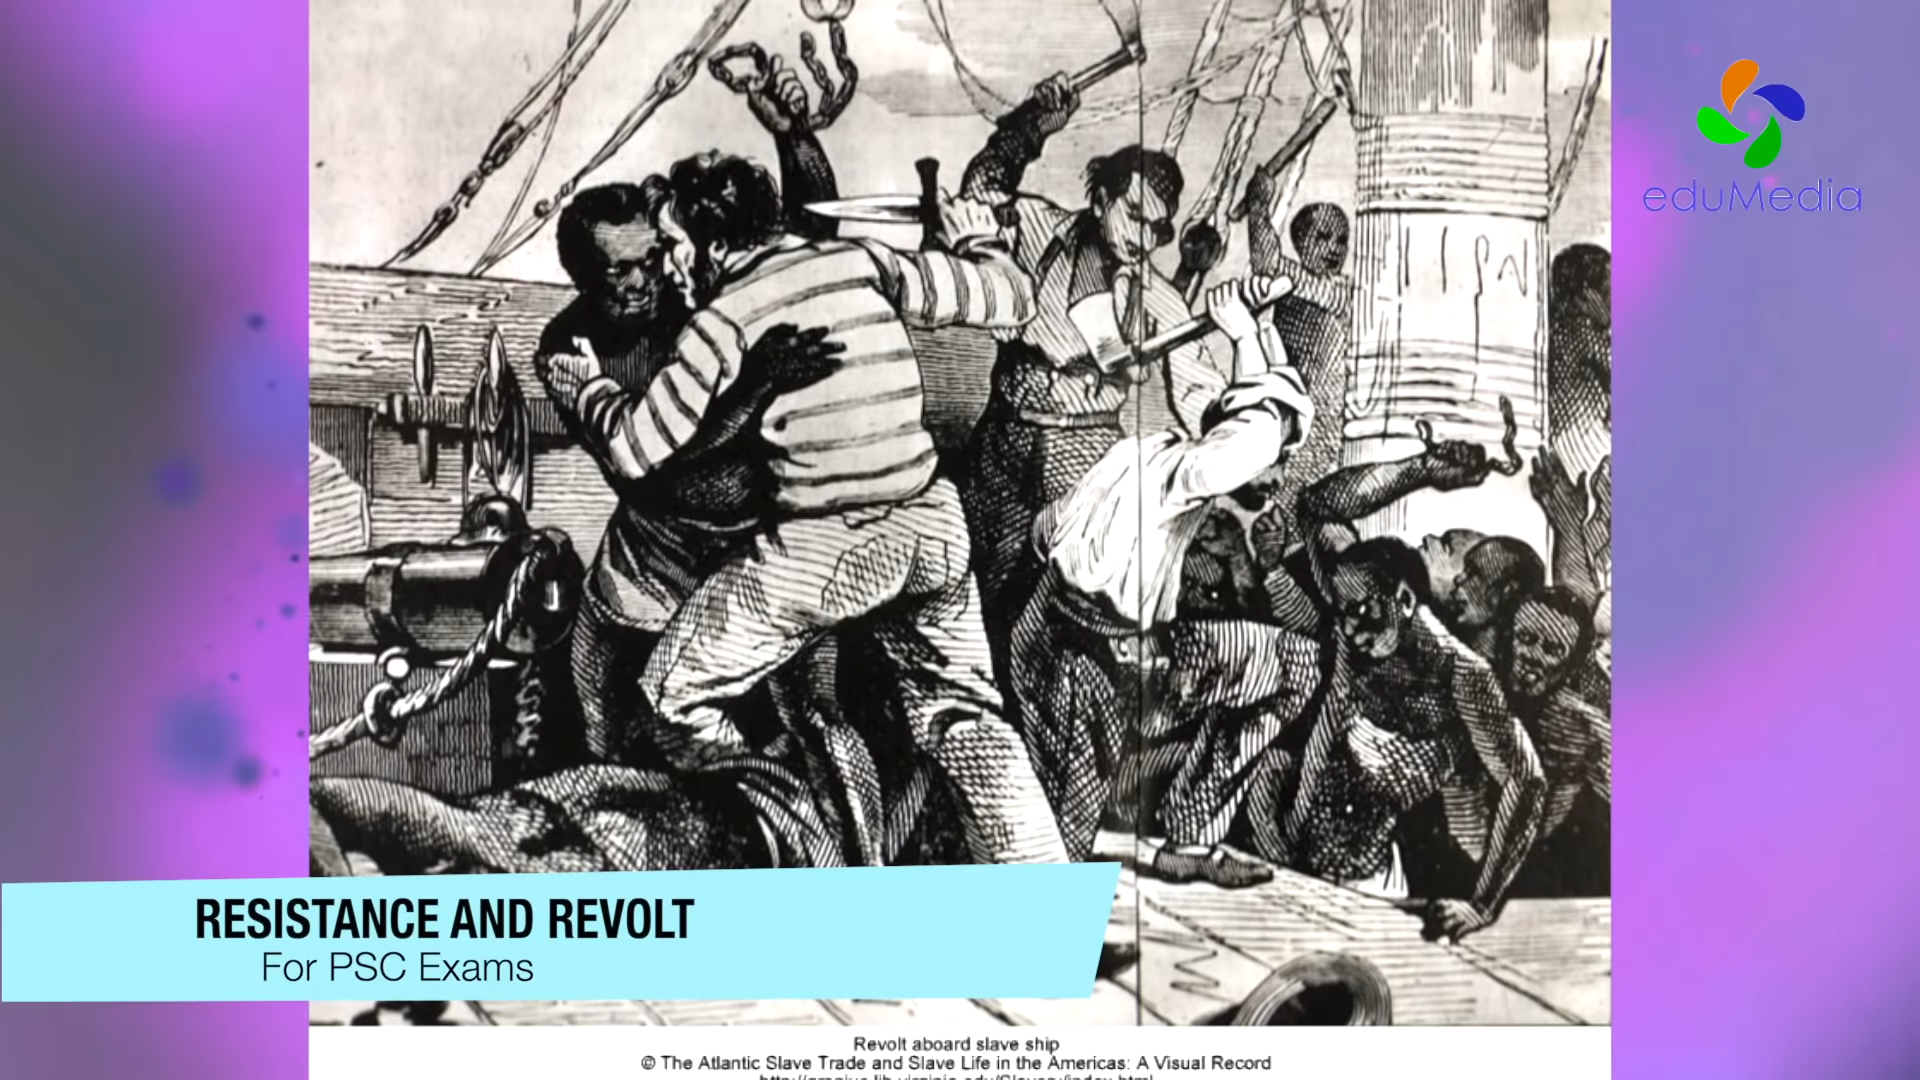 eduMedia
RESISTANCE AND REVOLT
For PSC Exams
Revolt aboard slave ship
© The Atlantic Slave Trade and Slave Life in the Americas: A Visual Record